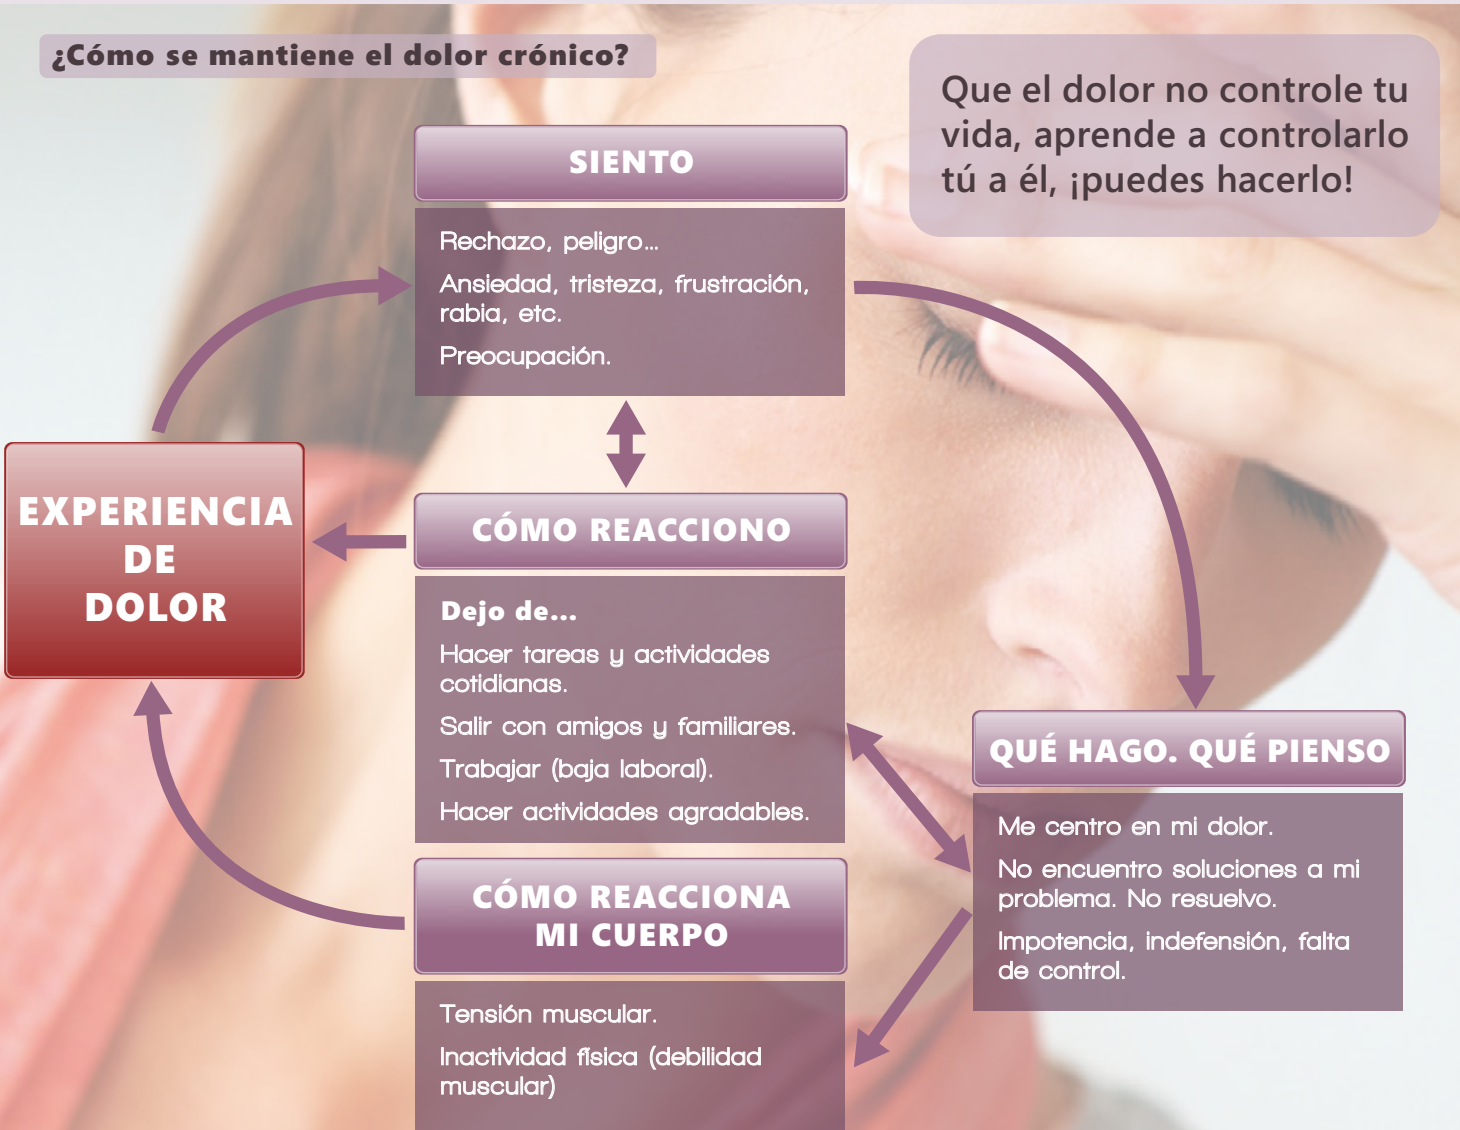 ¿Cómo se mantiene el dolor crónico?
Que el dolor no controle tu
vida, aprende a controlarlo
tú a él, ¡puedes hacerlo!
SIENTO
Rechazo, peligro...
Ansiedad, tristeza, frustración,
rabia, etc.
Preocupación.
EXPERIENCIA
DE
DOLOR
CÓMO REACCIONO
Dejo de...
Hacer tareas y actividades
cotidianas.
Salir con amigos y familiares.
Trabajar (baja laboral).
Hacer actividades agradables.
QUÉ HAGO. QUÉ PIENSO
Me centro en mi dolor.
No encuentro soluciones a mi
problema. No resuelvo.
Impotencia, indefensión, falta
de control.
CÓMO REACCIONA
MI CUERPO
Tensión muscular.
Inactividad física (debilidad
muscular)